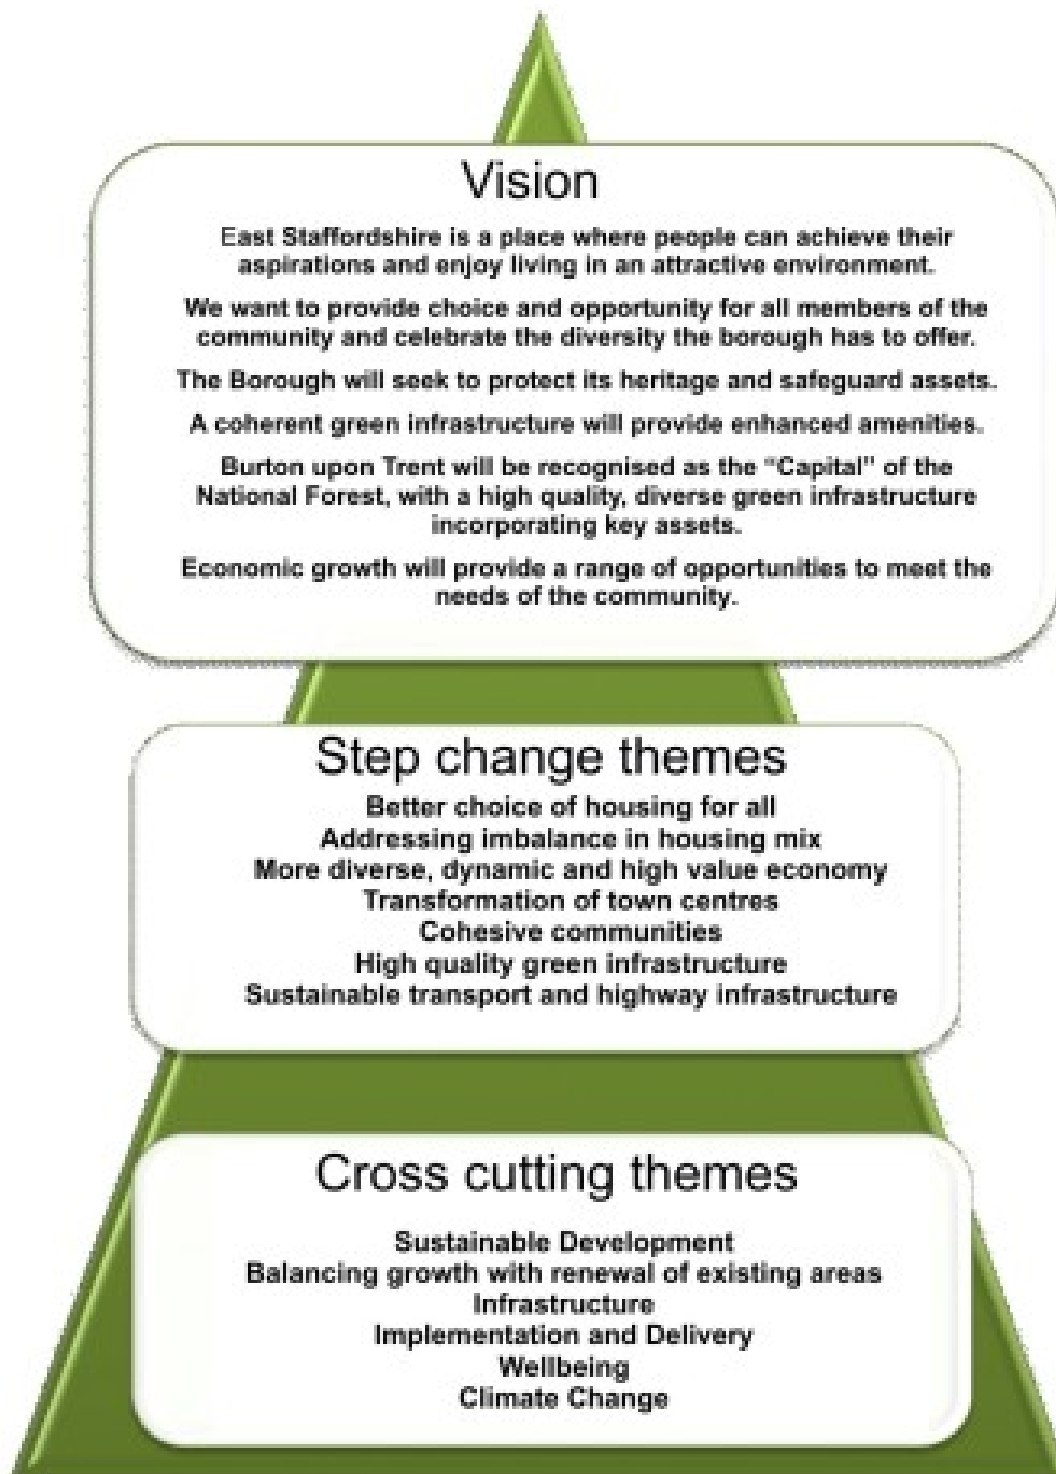 Vision
East Staffordshire is a place where people can achieve their
aspirations and enjoy living in an attractive environment.
We want to provide choice and opportunity for all members of the
community and celebrate the diversity the borough has to offer.
The Borough will seek to protect its heritage and safeguard assets.
A coherent green infrastructure will provide enhanced amenities.
Burton upon Trent will be recognised as the “Capital” of the
National Forest, with a high quality, diverse green infrastructure
incorporating key assets.
Economic growth will provide a range of opportunities to meet the
needs of the community.
Step change themes
Better choice of housing for all
Addressing imbalance in housing mix
More diverse, dynamic and high value economy
Transformation of town centres
Cohesive communities
High quality green infrastructure
Sustainable transport and highway infrastructure
Cross cutting themes
Sustainable Development
Balancing growth with renewal of existing areas
Infrastructure
Implementation and Delivery
Wellbeing
Climate Change